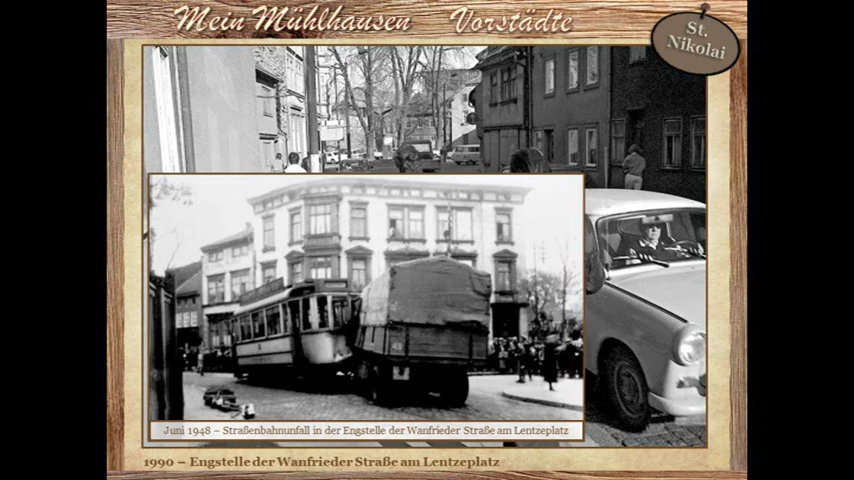 Mein Mühlhausen Vorstädte
St.
Nikolai
Juni 1948 – Straßenbahnunfall in der Engstelle der Wanfrieder Straße am Lentzeplatz
1990 – Engstelle der Wanfrieder Straße am Lentzeplatz